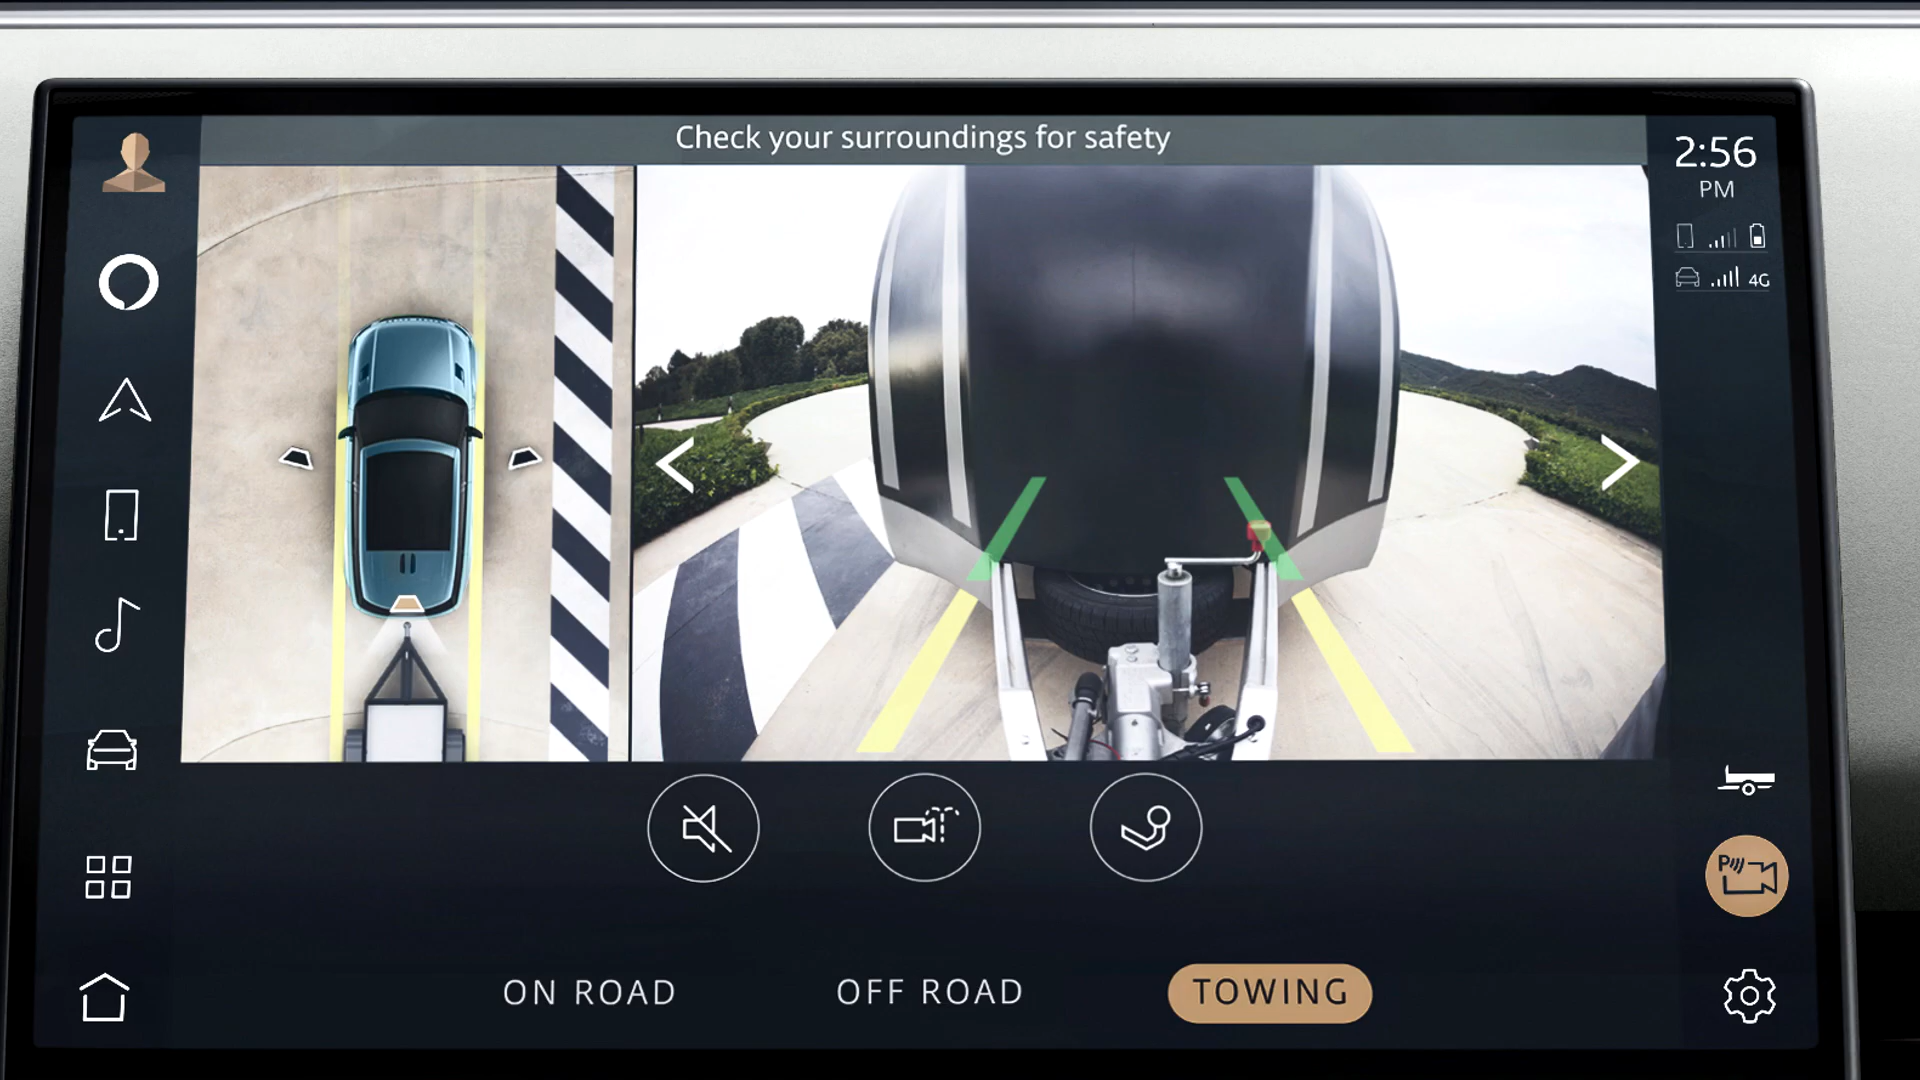 Check your surroundings for safety
2:56
PM
4G
P
ON ROAD
OFF ROAD
TOWING